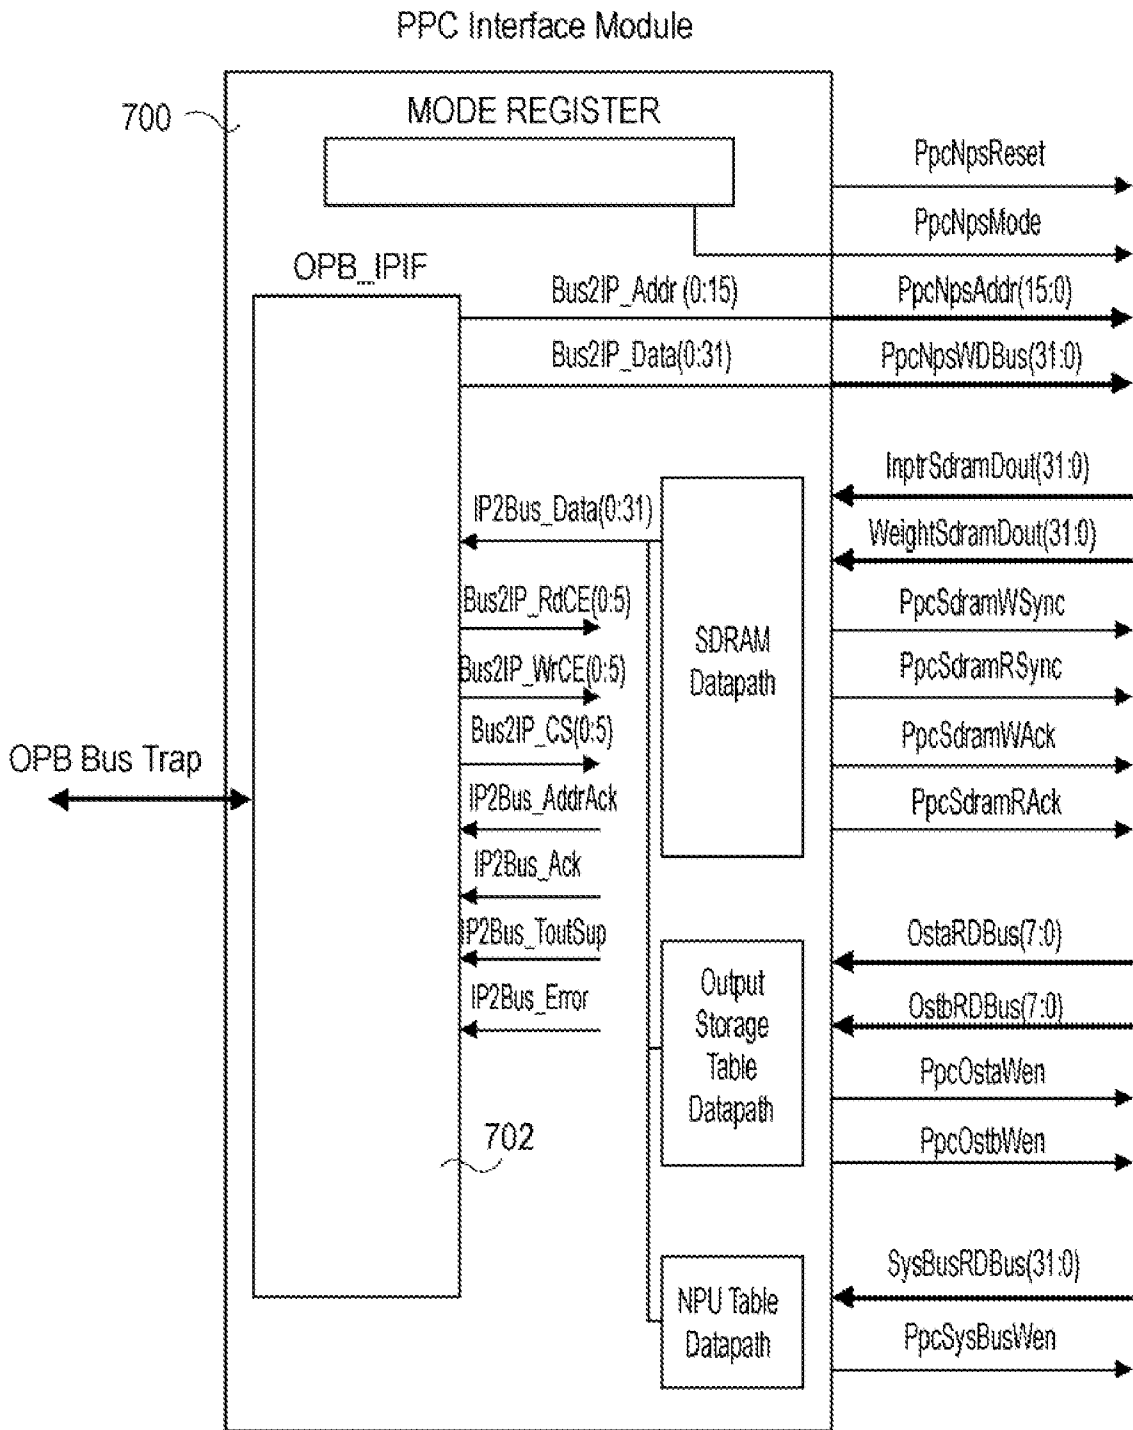 PPC Interface Module
700
MODE REGISTER
PpcNpsReset
PpcNpsMode
OPB_IPIF
Bus2IP_Addr (0:15)
PpcNpsAddr(15:0)
Bus2IP_Data(0:31)
PpcNpsWDBus(31:0)
InptrSdramDout(31:0)
IP2Bus_Data(0:31)
WeightSdramDout(31:0)
Bus2IP_RdCE(0:5)
PpcSdramWSync
SDRAM
Datapath
Bus2IP_WrCE(0:5)
PpcSdramRSync
Bus2IP_CS(0:5)
PpcSdramWAck
OPB Bus Trap
IP2Bus_AddrAck
PpcSdramRAck
IP2Bus_Ack
IP2Bus_ToutSup
OstaRDBus(7:0)
IP2Bus_Error
Output
Storage
Table
Datapath
OstbRDBus(7:0)
PpcOstaWen
702
PpcOstbWen
SysBusRDBus(31:0)
NPU Table
Datapath
PpcSysBusWen